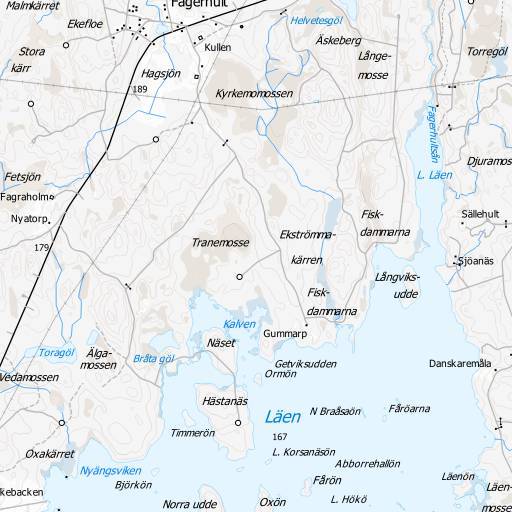 Fagerhult
Malmkärret
Ekefloe
Helvetesgöl
Stora
kärr
Kullen
Äskeberg
Långe-
mosse
Torregöl
Hagsjön
189
Kyrkemomossen
Fagerhultsån
Djuramos
Fetsjön
L. Läen
Fagraholm
Nyatorp
Fisk-
dammarna
Sällehult
179
Tranemosse
Ekströmma-
kärren
Sjöanäs
Långviks-
udde
Fisk-
dammarna
Kalven
Gummarp
Näset
Toragöl
Älga-
mossen
Bråta göl
Getviksudden
Ormön
Danskaremåla
Vedamossen
Hästanäs
Läen
N Braåsaön
Fåröarna
Timmerön
167
Oxakärret
L. Korsanäsön
Abborrehallön
Nyängsviken
Björkön
Fårön
Läenön
kebacken
Norra udde
Oxön
L. Hökö
Läen-
mosse